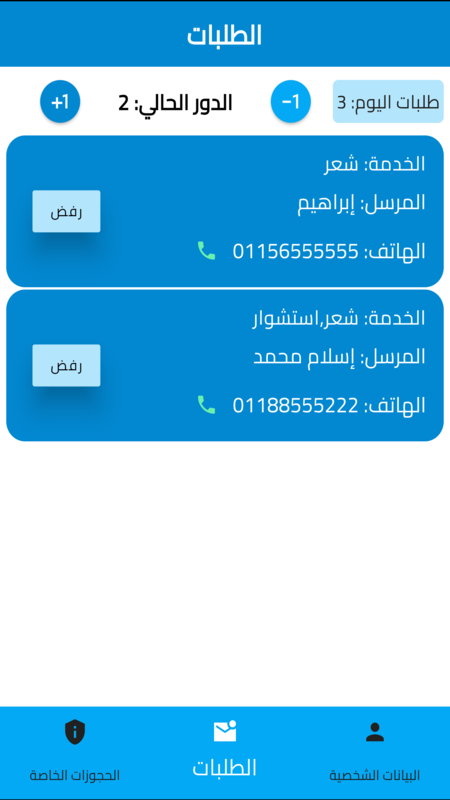 الطلبات
طلبات اليوم: 3
-1
الدور الحالي: 2
+1
الخدمة: شعر
المرسل: إبراهيم
رفض
الهاتف: 01156555555
الخدمة: شعر,استشوار
المرسل: إسلام محمد
رفض
الهاتف: 01188555222
البيانات الشخصية
الطلبات
الحجوزات الخاصة